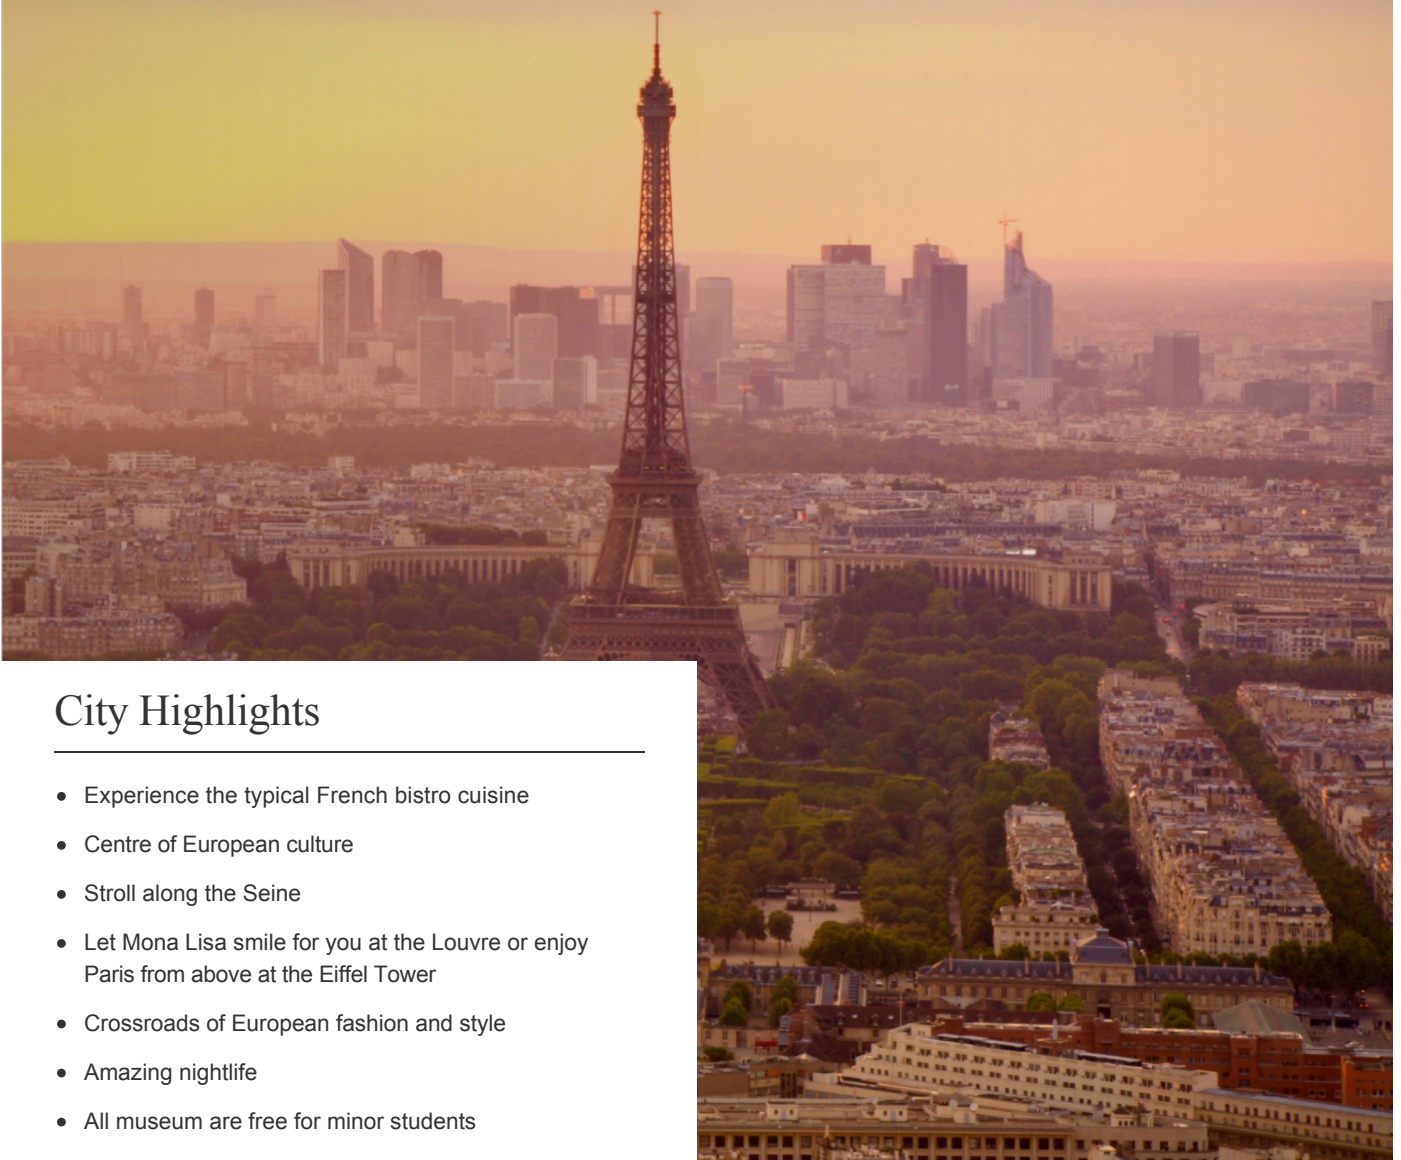 City Highlights
Experience the typical French bistro cuisine
Centre of European culture
Stroll along the Seine
Let Mona Lisa smile for you at the Louvre or enjoy
Paris from above at the Eiffel Tower
Crossroads of European fashion and style
Amazing nightlife
All museum are free for minor students